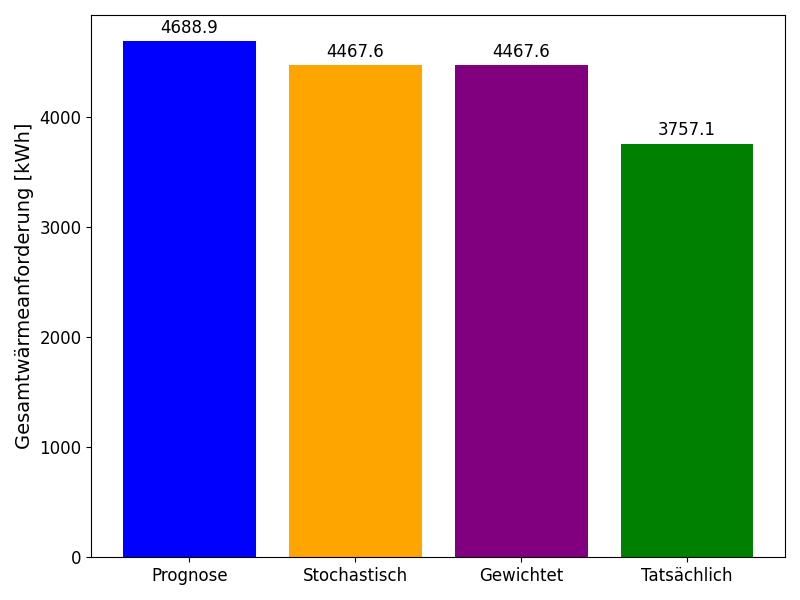 4688.9
4467.6
4467.6
3757.1
Gesamtwärmeanforderung [kWh]
4000
3000
2000
1000
0
Prognose
Stochastisch
Gewichtet
Tatsächlich